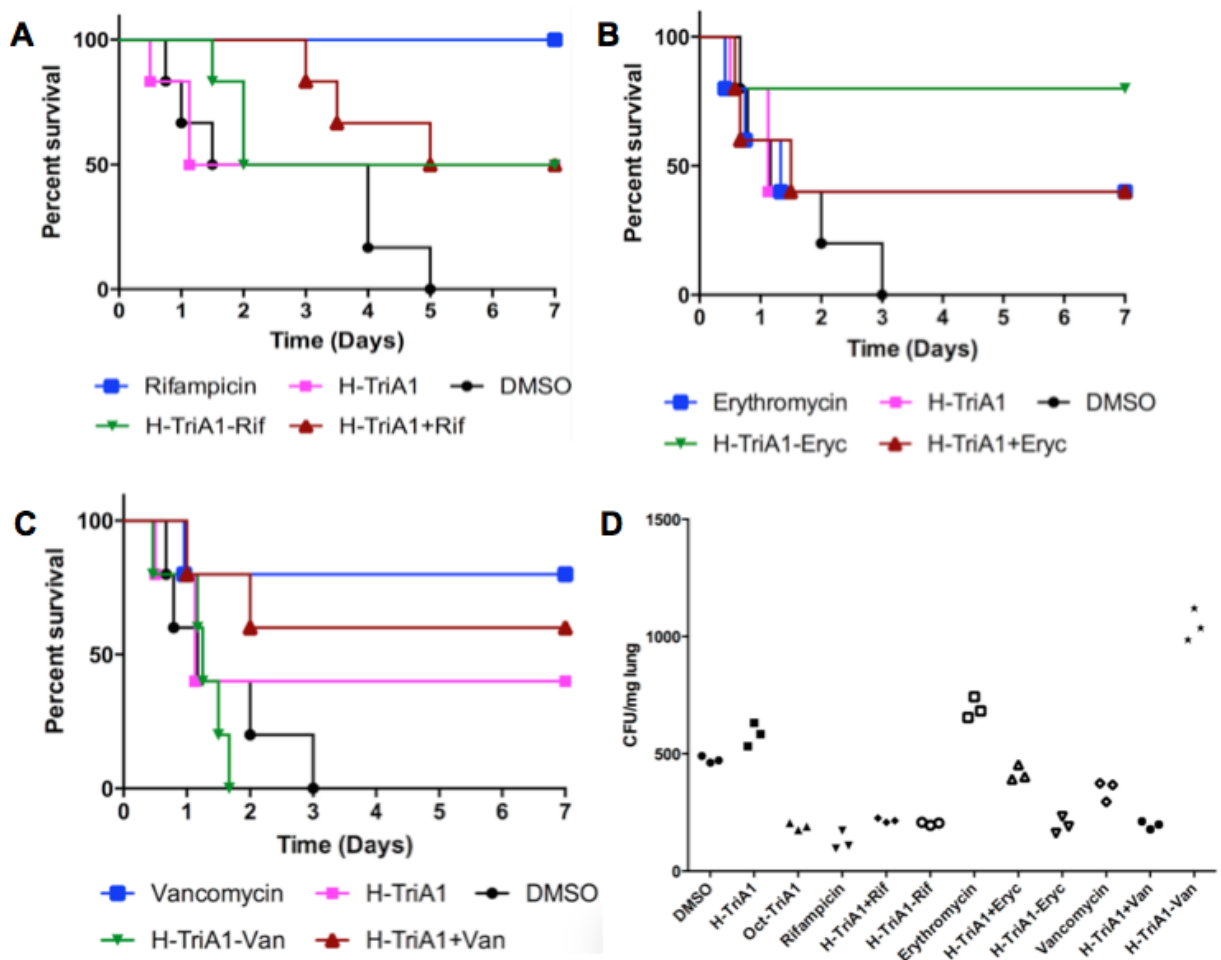 A
Percent survival
100
50
0
0 1 2 3 4 5 6 7
Time (Days)
Rifampicin H-TriA1 DMSO
H-TriA1-Rif H-TriA1+Rif
B
Percent survival
100
50
0
0 1 2 3 4 5 6 7
Time (Days)
Erythromycin H-TriA1 DMSO
H-TriA1-Eryc H-TriA1+Eryc
C
Percent survival
100
50
0
0 1 2 3 4 5 6 7
Time (Days)
Vancomycin H-TriA1 DMSO
H-TriA1-Van H-TriA1+Van
D
CFU/mg lung
1500
1000
500
0
DMSO
H-TriA1
Oct-TriA1
Rifampicin
H-TriA1+Rif
H-TriA1-Rif
Erythromycin
H-TriA1+Eryc
H-TriA1-Eryc
Vancomycin
H-TriA1+Van
H-TriA1-Van